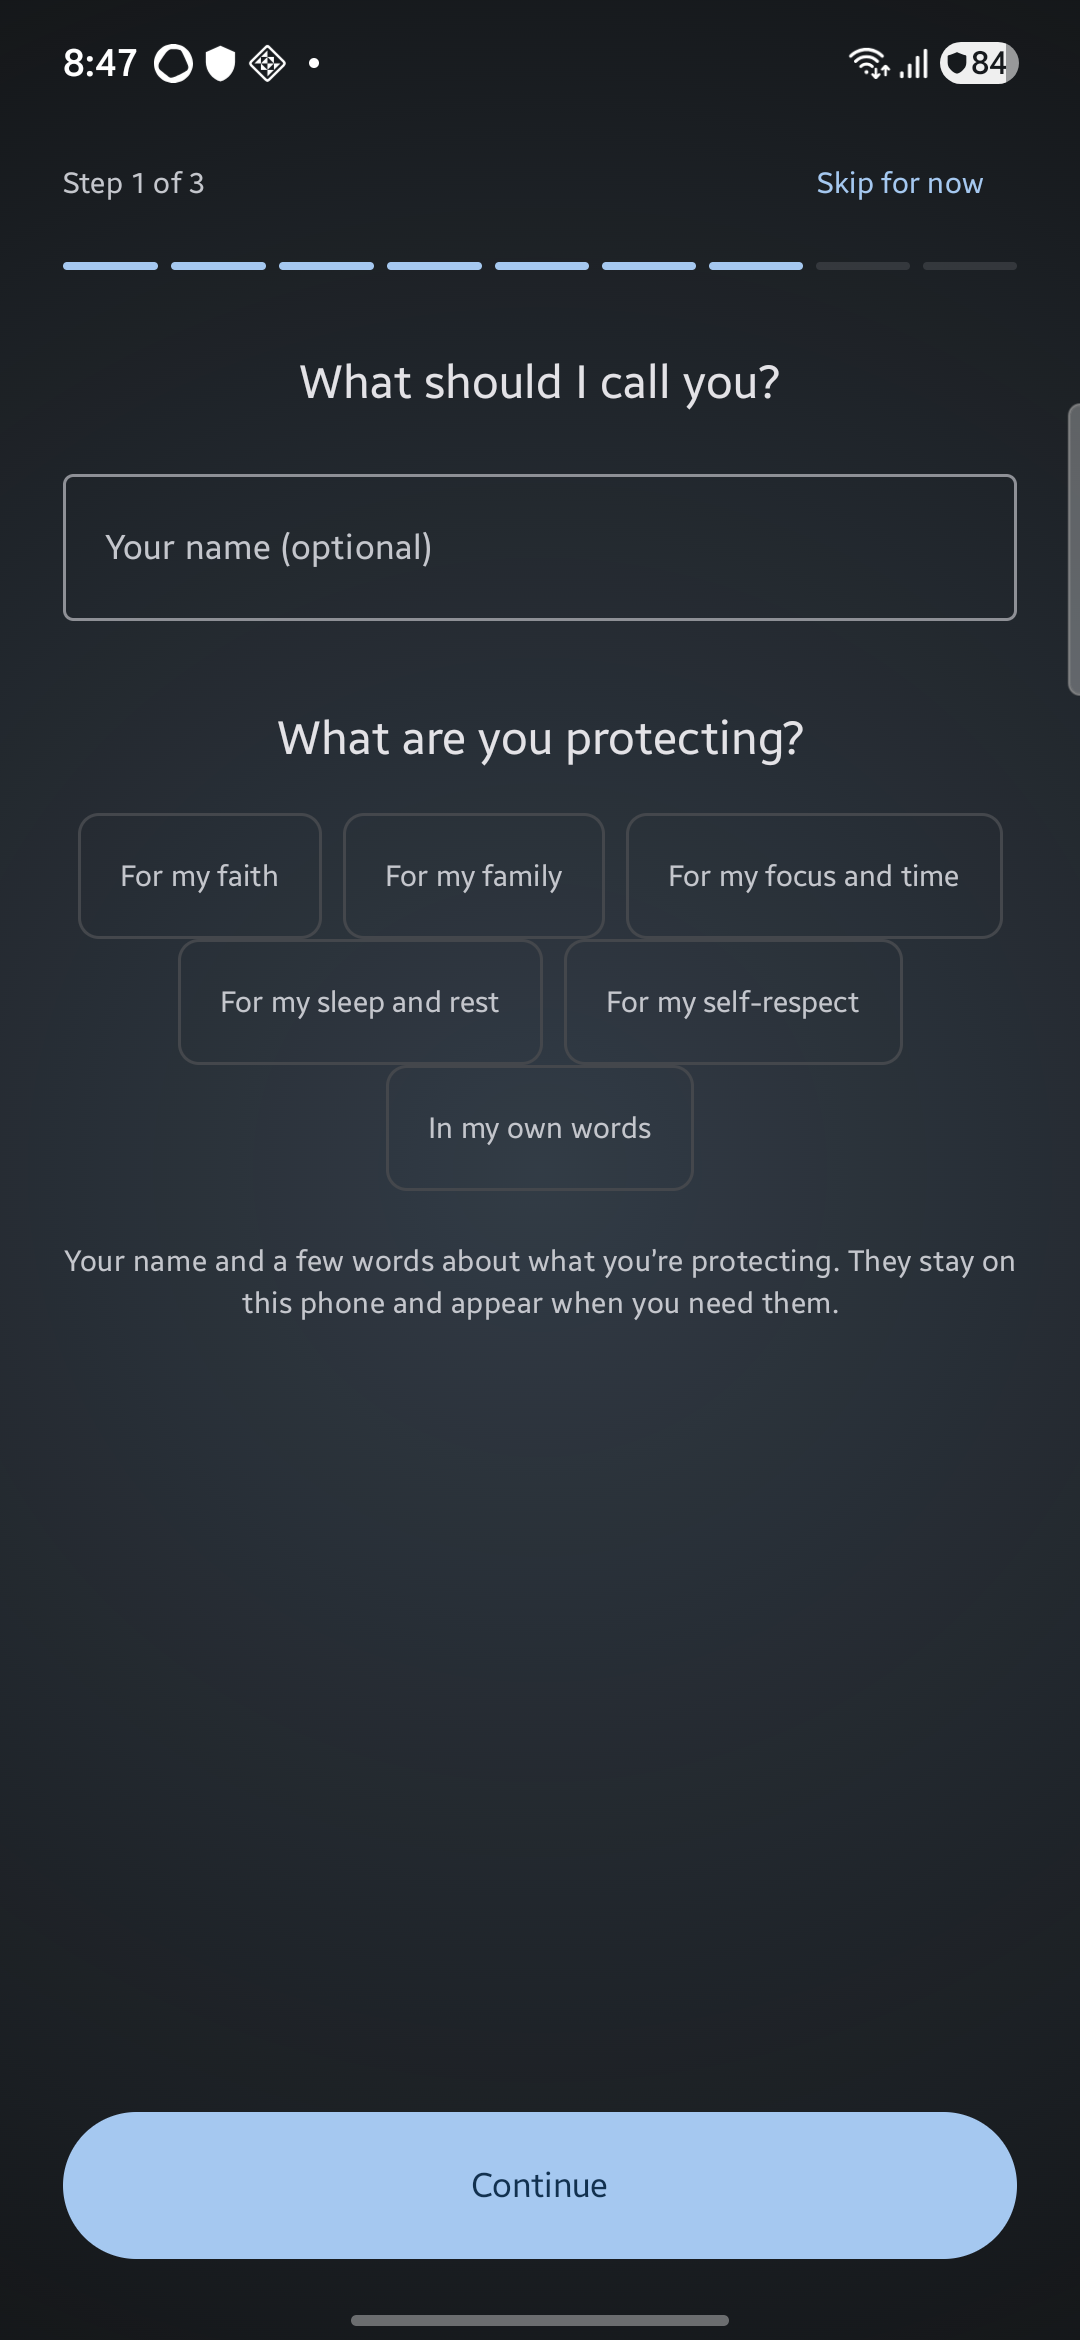 8:47
84
Step 1 of 3
Skip for now
What should I call you?
Your name (optional)
What are you protecting?
For my faith
For my family
For my focus and time
For my sleep and rest
For my self-respect
In my own words
Your name and a few words about what you’re protecting. They stay on
this phone and appear when you need them.
Continue